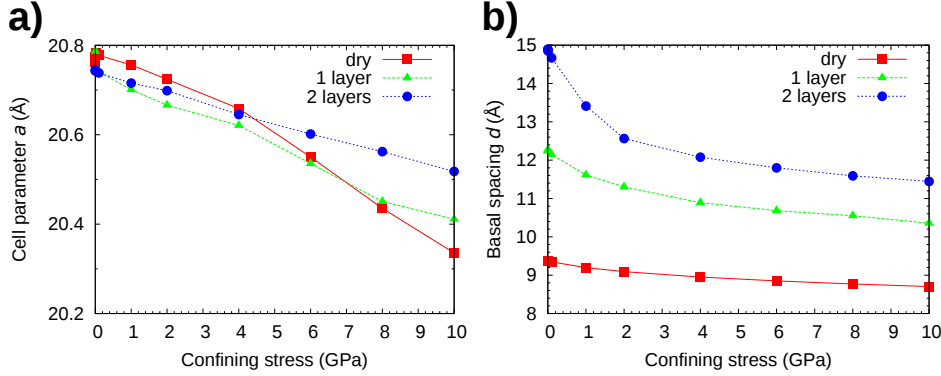 a)
20.8
20.6
20.4
20.2
Cell parameter a (Å)
dry
1 layer
2 layers
0 1 2 3 4 5 6 7 8 9 10
Confining stress (GPa)
b)
15
14
13
12
11
10
9
8
Basal spacing d (Å)
dry
1 layer
2 layers
0 1 2 3 4 5 6 7 8 9 10
Confining stress (GPa)